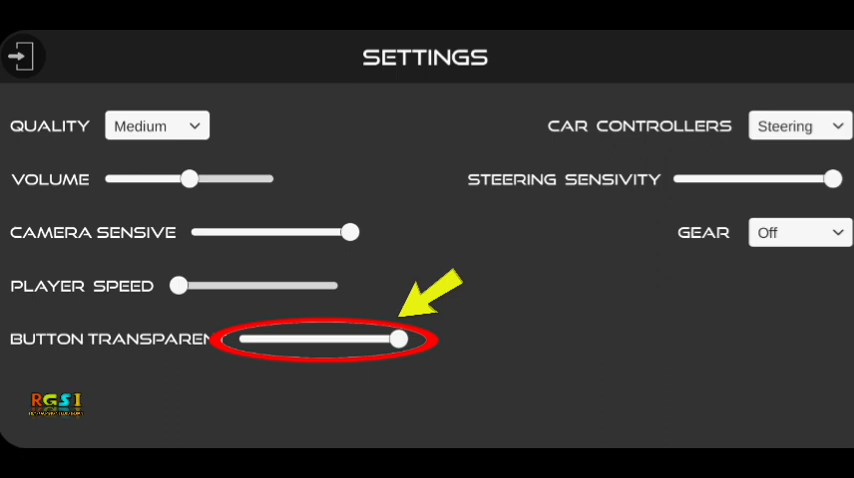 SETTINGS
QUALITY Medium
CAR CONTROLLERS Steering
VOLUME
STEERING SENSIVITY
CAMERA SENSIVE
GEAR Off
PLAYER SPEED
BUTTON TRANSPAREN
RGSI